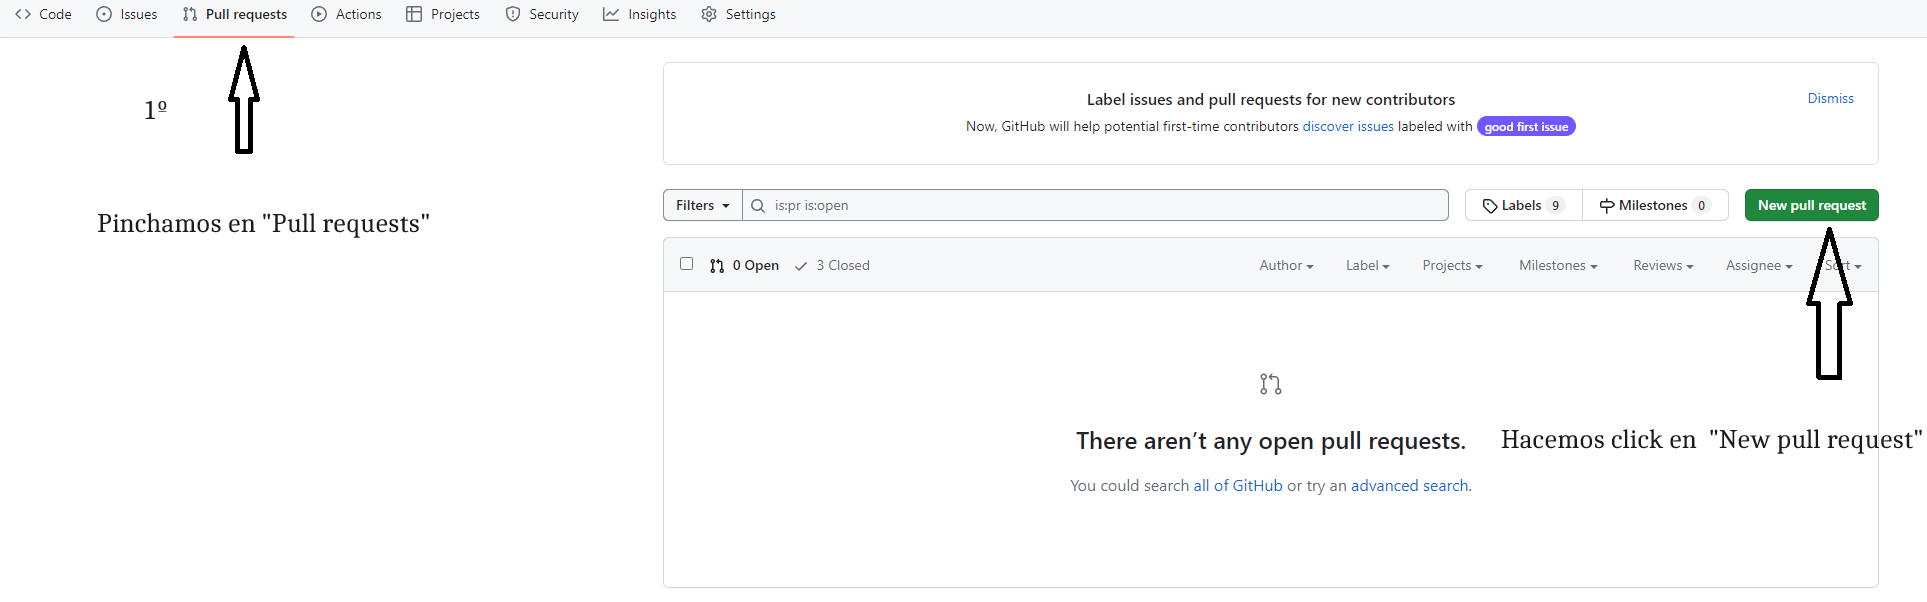 Code Issues Pull requests Actions Projects Security Insights Settings
1º
Pinchamos en "Pull requests"
Label issues and pull requests for new contributors
Dismiss
Now, GitHub will help potential first-time contributors discover issues labeled with good first issue
Filters is:pr is:open Labels 9 Milestones 0 New pull request
0 Open 3 Closed Author Label Projects Milestones Reviews Assignee Sort
There aren’t any open pull requests.
Hacemos click en "New pull request"
You could search all of GitHub or try an advanced search.